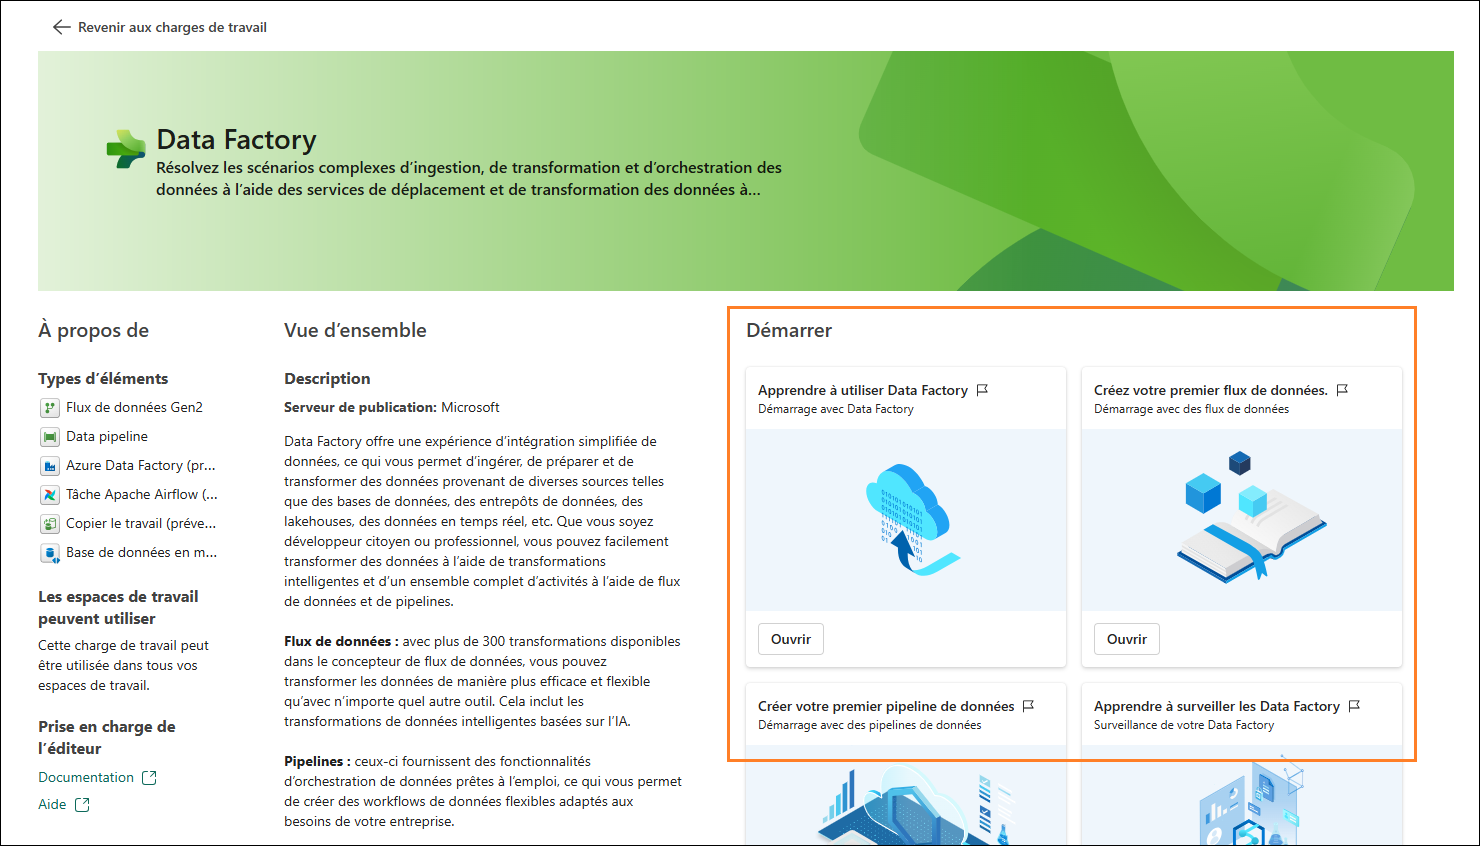 Revenir aux charges de travail
Data Factory
Résolvez les scénarios complexes d’ingestion, de transformation et d’orchestration des
données à l’aide des services de déplacement et de transformation des données à...
À propos de
Types d’éléments
Flux de données Gen2
Data pipeline
Azure Data Factory (pr...
Tâche Apache Airflow (...
Copier le travail (préve...
Base de données en m...
Les espaces de travail
peuvent utiliser
Cette charge de travail peut
être utilisée dans tous vos
espaces de travail.
Prise en charge de
l’éditeur
Documentation
Aide
Vue d’ensemble
Description
Serveur de publication: Microsoft
Data Factory offre une expérience d’intégration simplifiée de
données, ce qui vous permet d’ingérer, de préparer et de
transformer des données provenant de diverses sources telles
que des bases de données, des entrepôts de données, des
lakehouses, des données en temps réel, etc. Que vous soyez
développeur citoyen ou professionnel, vous pouvez facilement
transformer des données à l’aide de transformations
intelligentes et d’un ensemble complet d’activités à l’aide de flux
de données et de pipelines.
Flux de données : avec plus de 300 transformations disponibles
dans le concepteur de flux de données, vous pouvez
transformer les données de manière plus efficace et flexible
qu’avec n’importe quel autre outil. Cela inclut les
transformations de données intelligentes basées sur l’IA.
Pipelines : ceux-ci fournissent des fonctionnalités
d’orchestration de données prêtes à l’emploi, ce qui vous permet
de créer des workflows de données flexibles adaptés aux
besoins de votre entreprise.
Démarrer
Apprendre à utiliser Data Factory
Démarrage avec Data Factory
Ouvrir
Créez votre premier flux de données.
Démarrage avec des flux de données
Ouvrir
Créer votre premier pipeline de données
Démarrage avec des pipelines de données
Apprendre à surveiller les Data Factory
Surveillance de votre Data Factory